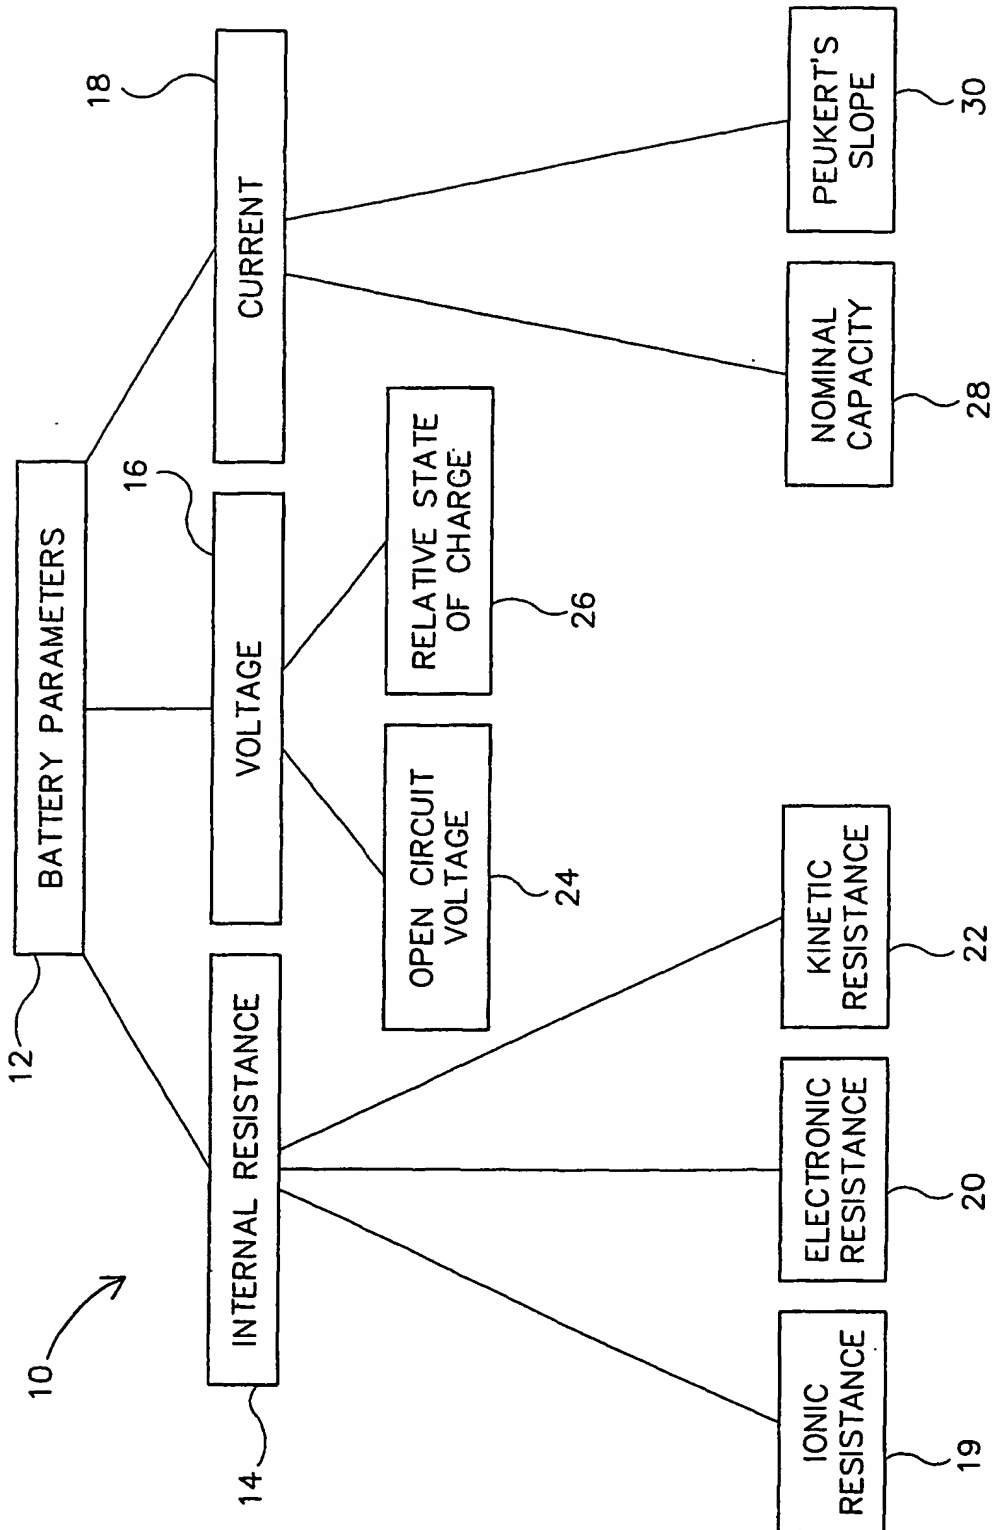 10
12
BATTERY PARAMETERS
14
INTERNAL RESISTANCE
16
VOLTAGE
18
CURRENT
OPEN CIRCUIT
VOLTAGE
24
RELATIVE STATE
OF CHARGE
26
IONIC
RESISTANCE
19
ELECTRONIC
RESISTANCE
20
KINETIC
RESISTANCE
22
NOMINAL
CAPACITY
28
PEUKERT'S
SLOPE
30